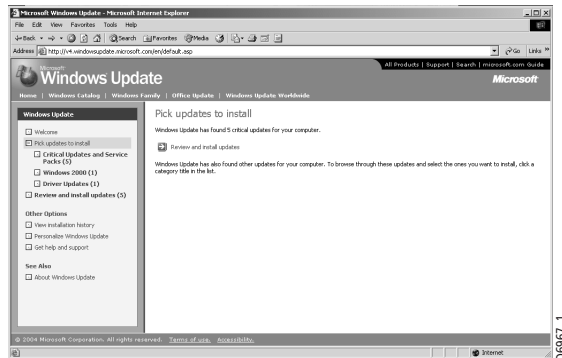 Microsoft Windows Update - Microsoft Internet Explorer
File Edit View Favorites Tools Help
Back Search Favorites Media
Address http://v4.windowsupdate.microsoft.com/en/default.asp Go Links »
All Products | Support | Search | microsoft.com Guide
Microsoft
Windows Update
Microsoft
Home | Windows Catalog | Windows Family | Office Update | Windows Update Worldwide
Windows Update
Welcome
Pick updates to install
Critical Updates and Service Packs (5)
Windows 2000 (1)
Driver Updates (1)
Review and install updates (5)
Other Options
View installation history
Personalize Windows Update
Get help and support
See Also
About Windows Update
Pick updates to install
Windows Update has found 5 critical updates for your computer.
Review and install updates
Windows Update has also found other updates for your computer. To browse through these updates and select the ones you want to install, click a
category title in the list.
© 2004 Microsoft Corporation. All rights reserved. Terms of use. Accessibility.
Internet